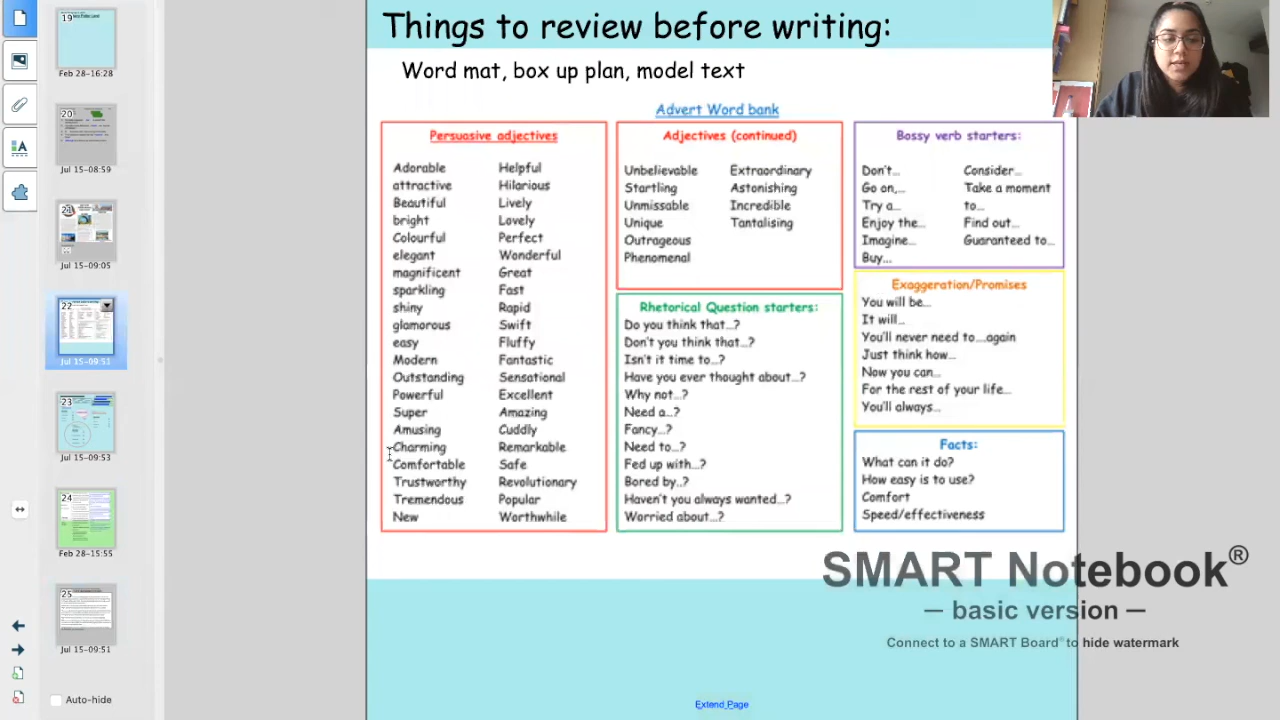 Things to review before writing:
Word mat, box up plan, model text
Advert Word bank
Persuasive adjectives
Adorable Helpful
attractive Hilarious
Beautiful Lively
bright Lovely
Colourful Perfect
elegant Wonderful
magnificent Great
sparkling Fast
shiny Rapid
glamorous Swift
easy Fluffy
Modern Fantastic
Outstanding Sensational
Powerful Excellent
Super Amazing
Amusing Cuddly
Charming Remarkable
Comfortable Safe
Trustworthy Revolutionary
Tremendous Popular
New Worthwhile
Adjectives (continued)
Unbelievable Extraordinary
Startling Astonishing
Unmissable Incredible
Unique Tantalising
Outrageous
Phenomenal
Rhetorical Question starters:
Do you think that...?
Don't you think that...?
Isn't it time to...?
Have you ever thought about...?
Why not...?
Need a...?
Fancy...?
Need to...?
Fed up with...?
Bored by..?
Haven't you always wanted...?
Worried about...?
Bossy verb starters:
Don't... Consider...
Go on,... Take a moment
Try a... to...
Enjoy the... Find out...
Imagine... Guaranteed to...
Buy...
Exaggeration/Promises
You will be...
It will...
You'll never need to....again
Just think how...
Now you can...
For the rest of your life...
You'll always...
Facts:
What can it do?
How easy is to use?
Comfort
Speed/effectiveness
SMART Notebook®
— basic version —
Connect to a SMART Board® to hide watermark
Extend Page
19
Feb 28-16:28
20
Jul 15-08:59
21
Jul 15-09:05
22
Jul 15-09:51
23
Jul 15-09:53
24
Feb 28-15:55
25
Jul 15-09:51
Auto-hide